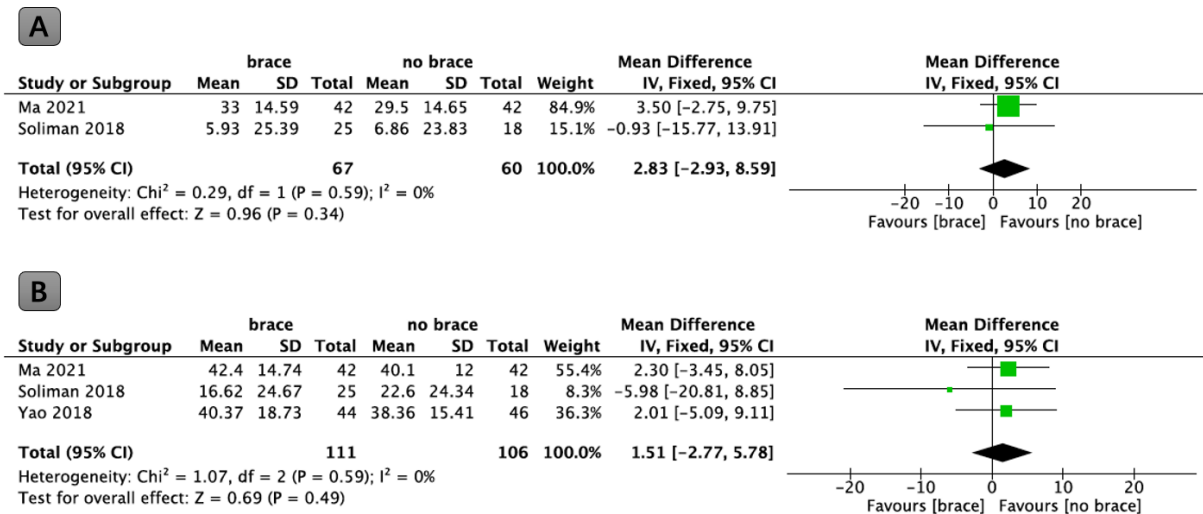 A
brace no brace Mean Difference Mean Difference
Study or Subgroup Mean SD Total Mean SD Total Weight IV, Fixed, 95% CI IV, Fixed, 95% CI
Ma 2021 33 14.59 42 29.5 14.65 42 84.9% 3.50 [-2.75, 9.75]
Soliman 2018 5.93 25.39 25 6.86 23.83 18 15.1% -0.93 [-15.77, 13.91]
Total (95% CI) 67 60 100.0% 2.83 [-2.93, 8.59]
Heterogeneity: Chi² = 0.29, df = 1 (P = 0.59); I² = 0%
Test for overall effect: Z = 0.96 (P = 0.34)
-20 -10 0 10 20
Favours [brace] Favours [no brace]
B
brace no brace Mean Difference Mean Difference
Study or Subgroup Mean SD Total Mean SD Total Weight IV, Fixed, 95% CI IV, Fixed, 95% CI
Ma 2021 42.4 14.74 42 40.1 12 42 55.4% 2.30 [-3.45, 8.05]
Soliman 2018 16.62 24.67 25 22.6 24.34 18 8.3% -5.98 [-20.81, 8.85]
Yao 2018 40.37 18.73 44 38.36 15.41 46 36.3% 2.01 [-5.09, 9.11]
Total (95% CI) 111 106 100.0% 1.51 [-2.77, 5.78]
Heterogeneity: Chi² = 1.07, df = 2 (P = 0.59); I² = 0%
Test for overall effect: Z = 0.69 (P = 0.49)
-20 -10 0 10 20
Favours [brace] Favours [no brace]